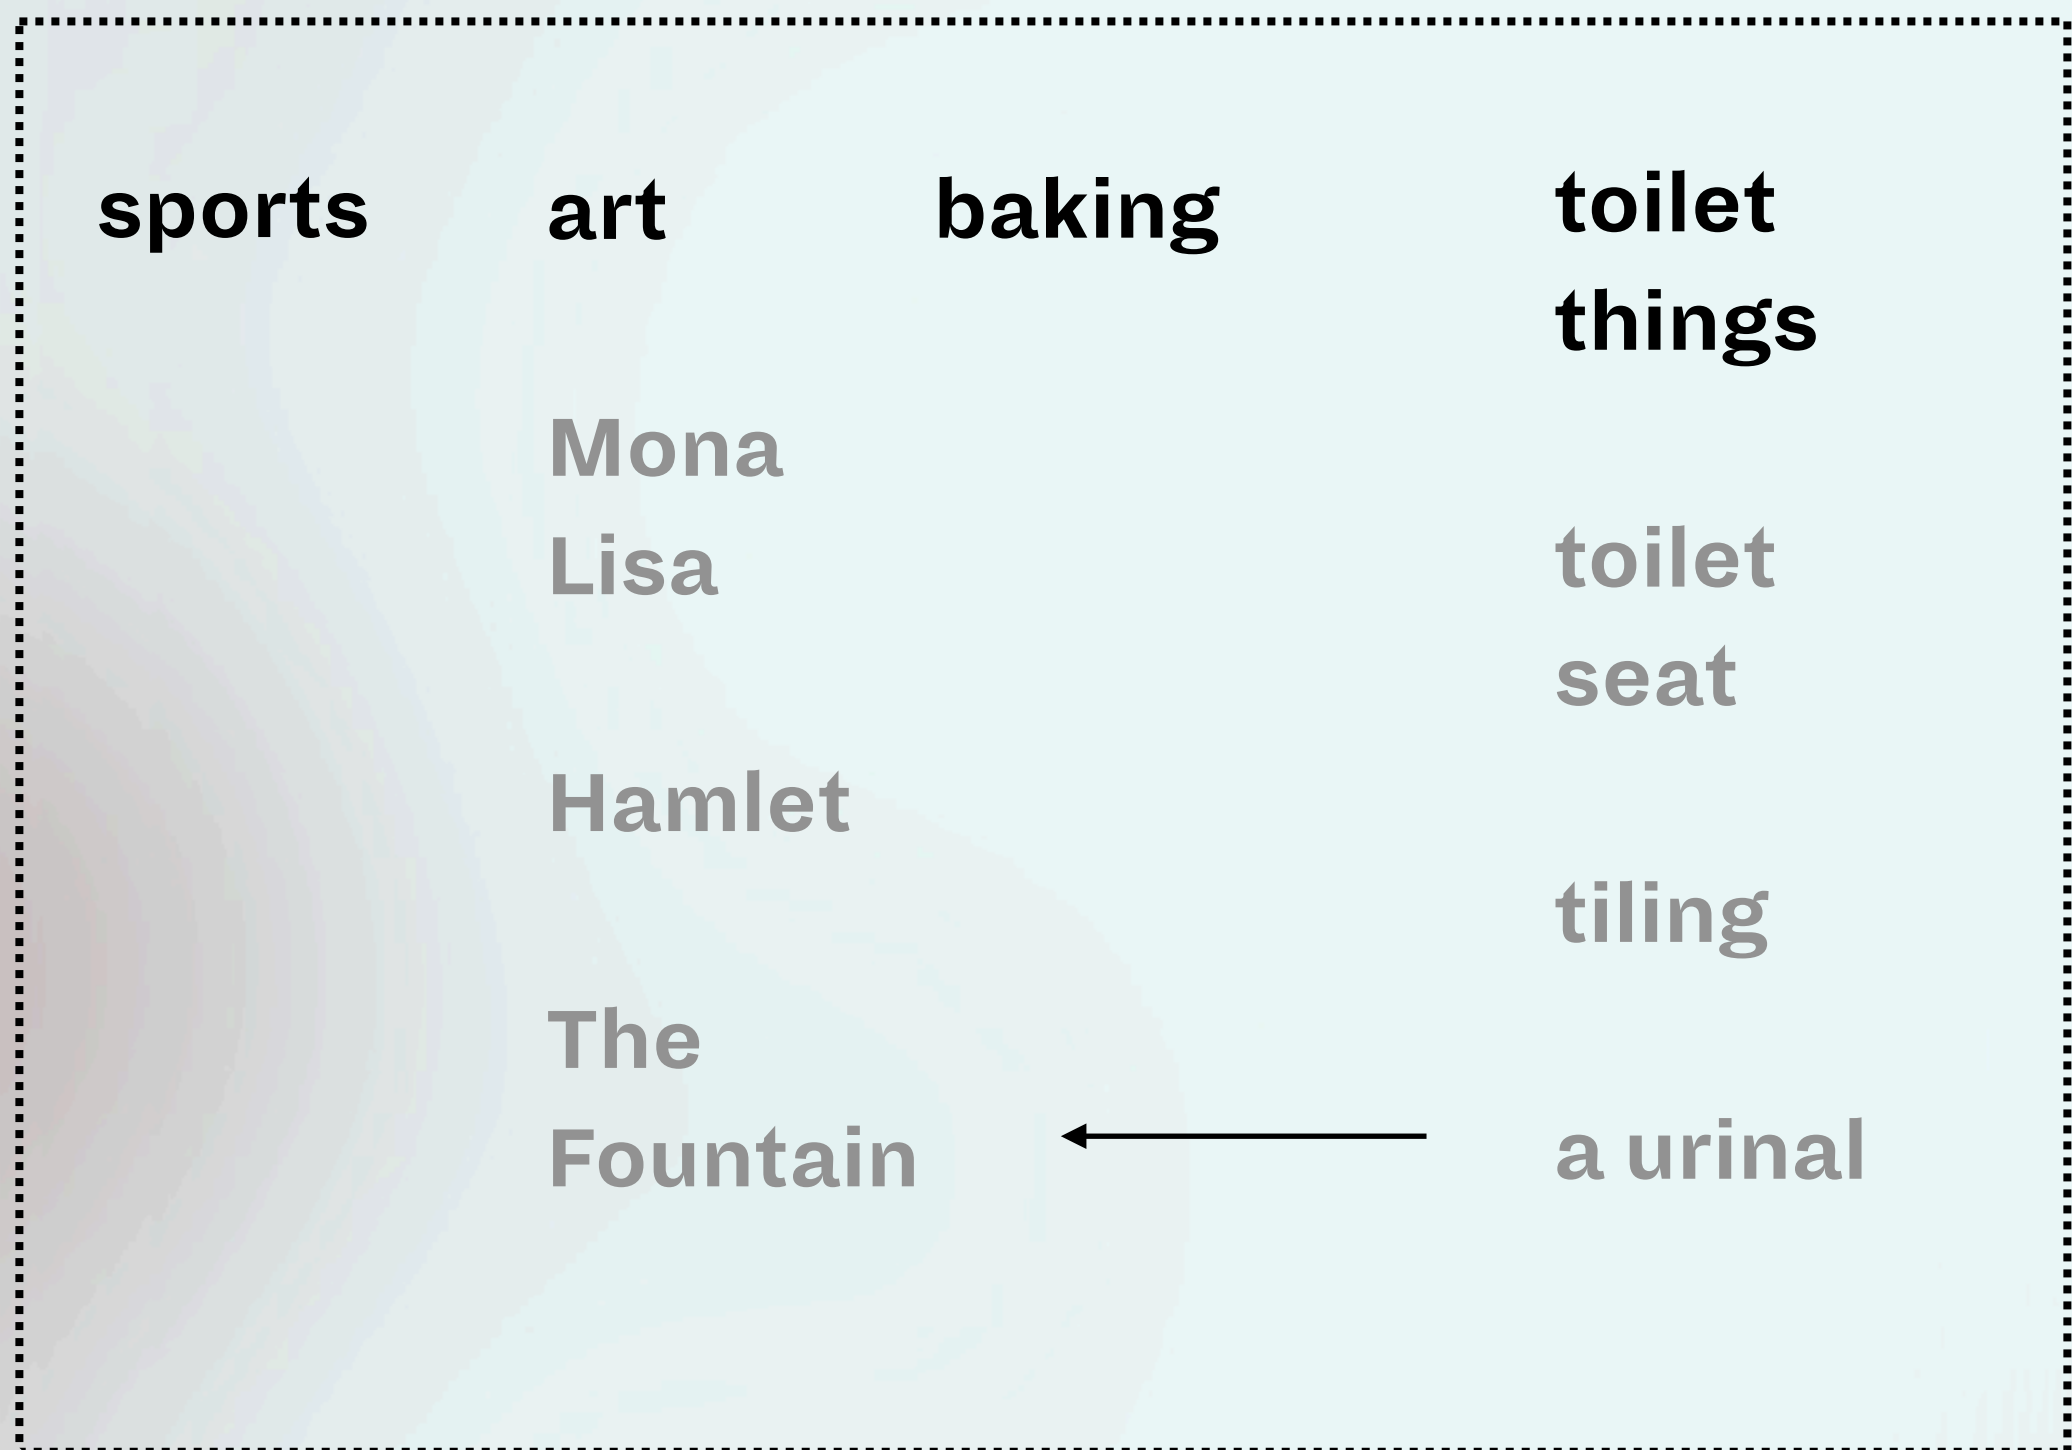 sports
art
baking
toilet
things
Mona
Lisa
Hamlet
The
Fountain
toilet
seat
tiling
a urinal